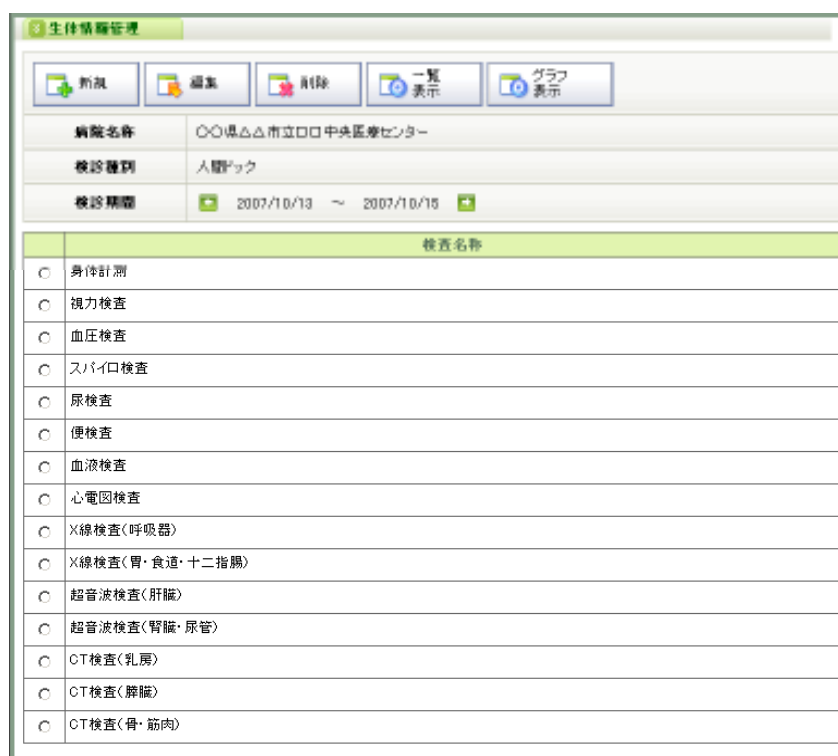 生体情報管理
新規 編集 削除 一覧表示 グラフ表示
病院名称 〇〇県△△市立口口中央医療センター
検診種別 人間ドック
検診期間 2007/10/13 ～ 2007/10/15
検査名称
身体計測
視力検査
血圧検査
スパイロ検査
尿検査
便検査
血液検査
心電図検査
X線検査(呼吸器)
X線検査(胃・食道・十二指腸)
超音波検査(肝臓)
超音波検査(腎臓・尿管)
CT検査(乳房)
CT検査(膵臓)
CT検査(骨・筋肉)